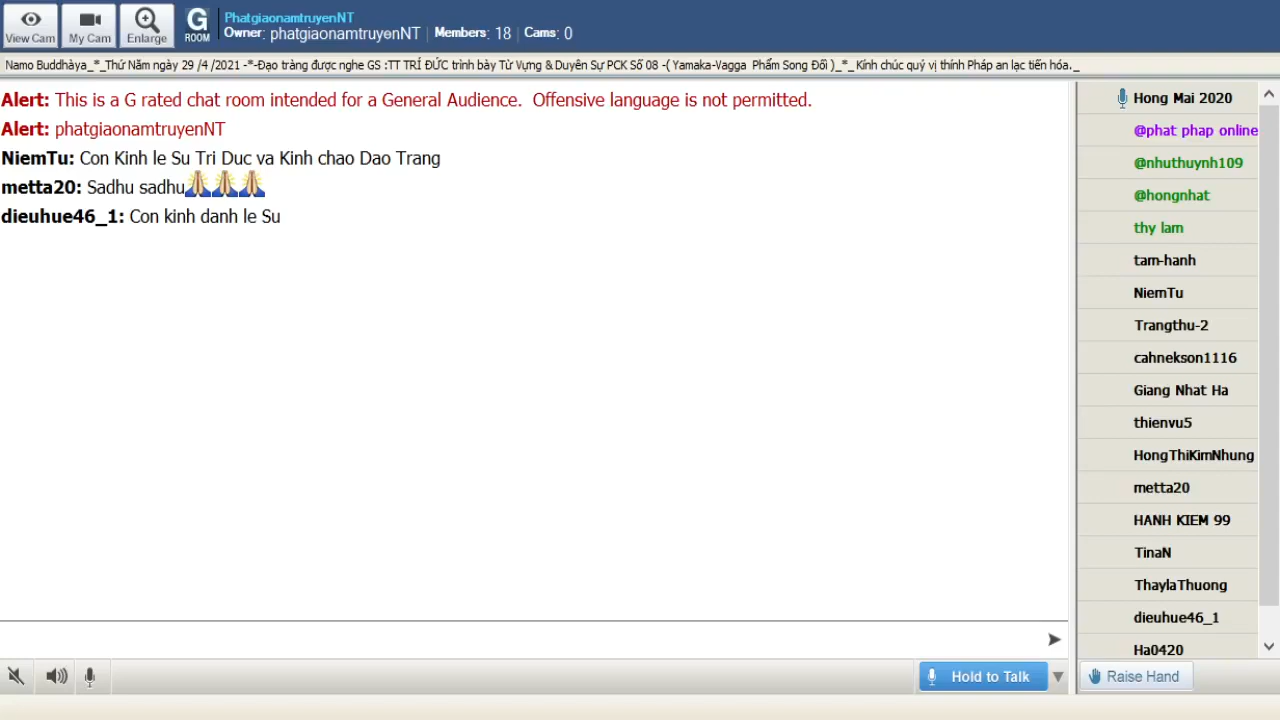 View Cam
My Cam
Enlarge
G
ROOM
PhatgiaonamtruyenNT
Owner: phatgiaonamtruyenNT | Members: 18 | Cams: 0
Namo Buddhàya_*_Thứ Năm ngày 29 /4 /2021 -*-Đạo tràng được nghe GS :TT TRÍ ĐỨC trình bày Từ Vựng & Duyên Sự PCK Số 08 -( Yamaka-Vagga Phẩm Song Đối )_*_ Kính chúc quý vị thính Pháp an lạc tiến hóa._
Alert: This is a G rated chat room intended for a General Audience. Offensive language is not permitted.
Alert: phatgiaonamtruyenNT
NiemTu: Con Kinh le Su Tri Duc va Kinh chao Dao Trang
metta20: Sadhu sadhu🙏🙏🙏
dieuhue46_1: Con kinh danh le Su
Hong Mai 2020
@phat phap online
@nhuthuynh109
@hongnhat
thy lam
tam-hanh
NiemTu
Trangthu-2
cahnekson1116
Giang Nhat Ha
thienvu5
HongThiKimNhung
metta20
HANH KIEM 99
TinaN
ThaylaThuong
dieuhue46_1
Ha0420
Hold to Talk
Raise Hand